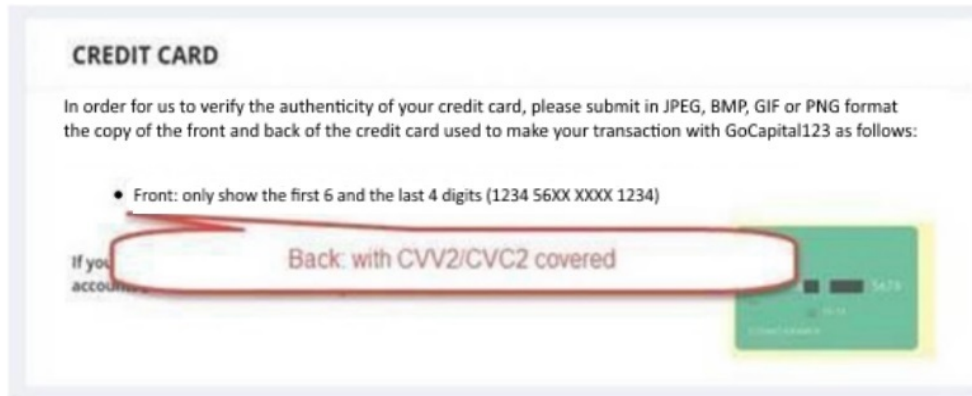 CREDIT CARD
In order for us to verify the authenticity of your credit card, please submit in JPEG, BMP, GIF or PNG format
the copy of the front and back of the credit card used to make your transaction with GoCapital123 as follows:
• Front: only show the first 6 and the last 4 digits (1234 56XX XXXX 1234)
Back: with CVV2/CVC2 covered
If you
5678